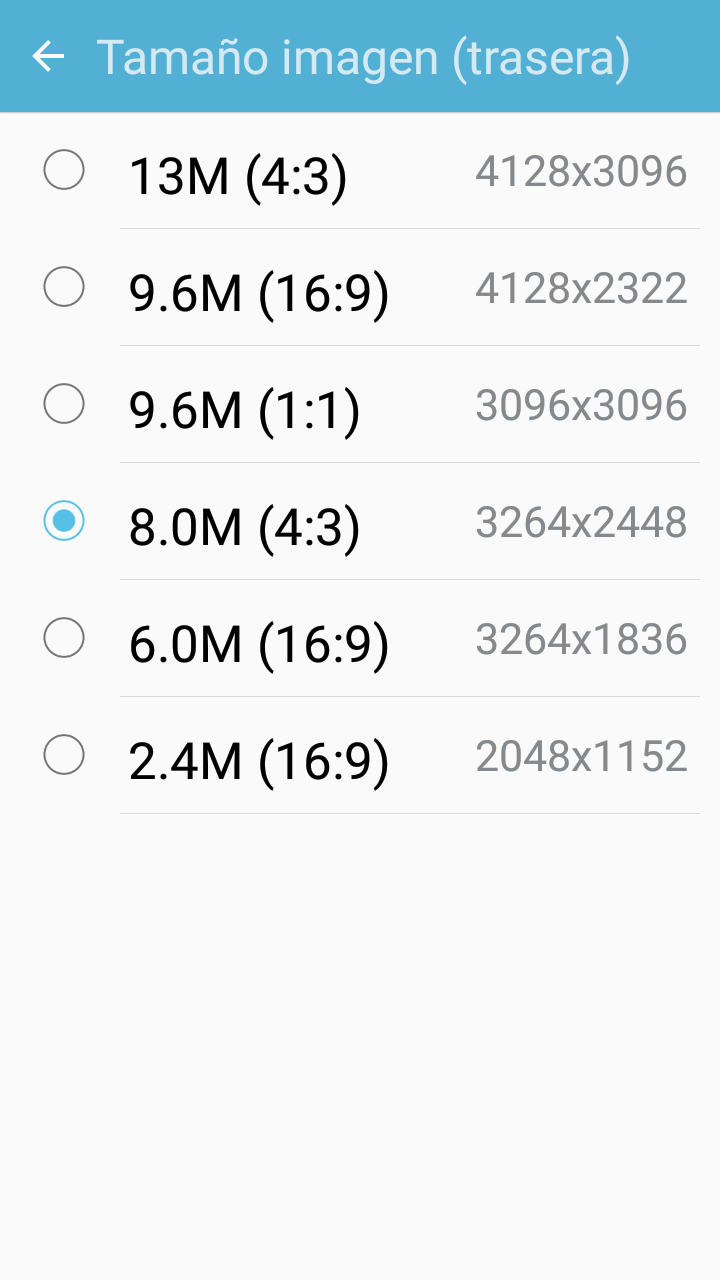 Tamaño imagen (trasera)
13M (4:3) 4128x3096
9.6M (16:9) 4128x2322
9.6M (1:1) 3096x3096
8.0M (4:3) 3264x2448
6.0M (16:9) 3264x1836
2.4M (16:9) 2048x1152